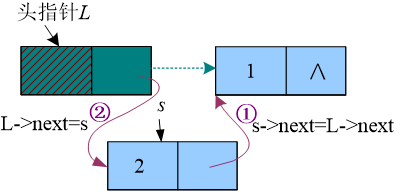 头指针L
1 ∧
①
L->next=s ② s s->next=L->next
2